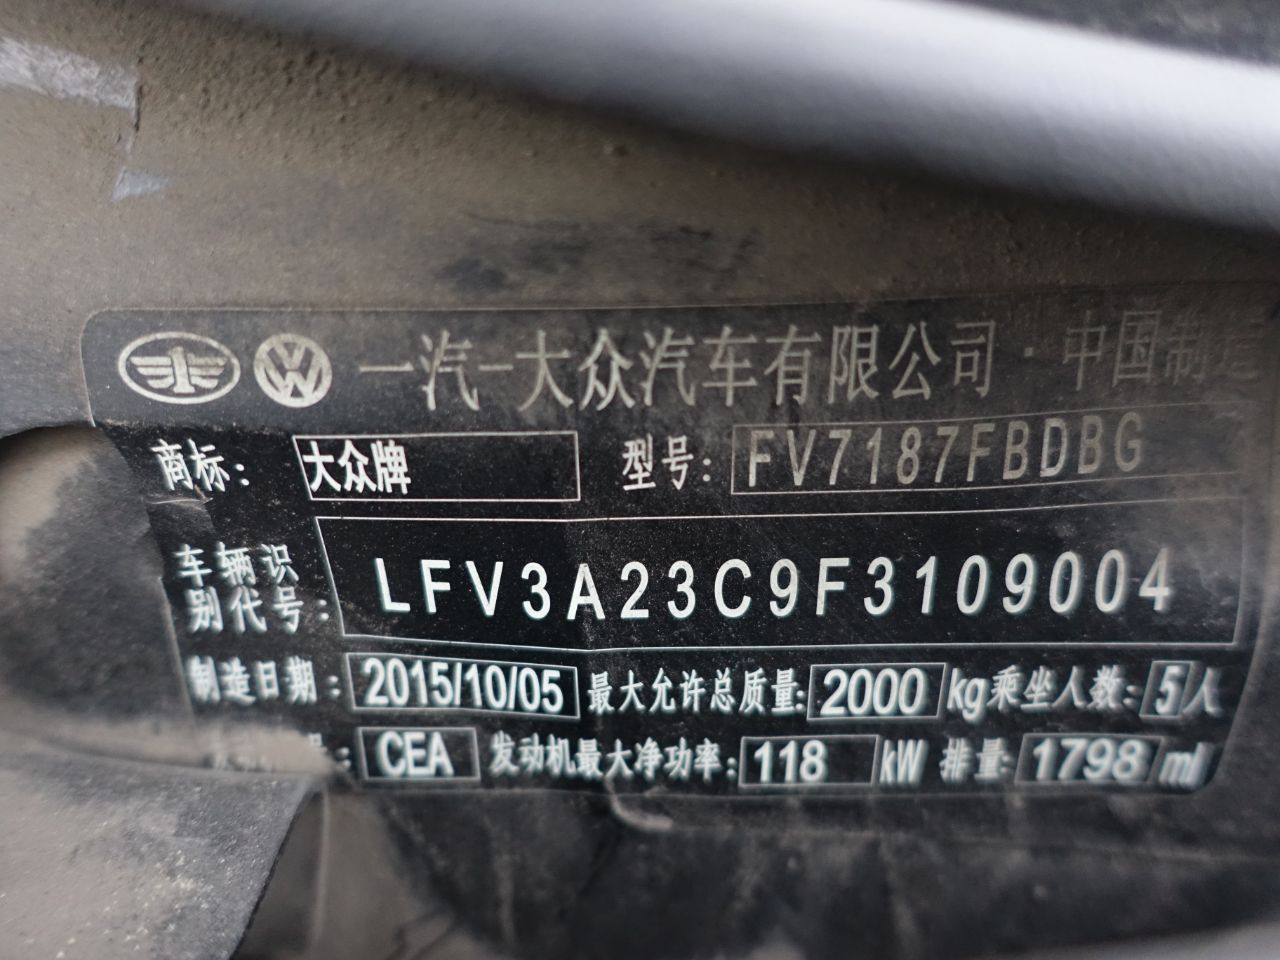 一汽-大众汽车有限公司·中国制造
商标: 大众牌 型号: FV7187FBDBG
车辆识别代号: LFV3A23C9F3109004
制造日期: 2015/10/05 最大允许总质量: 2000 kg 乘坐人数: 5人
号: CEA 发动机最大净功率: 118 kW 排量: 1798 ml